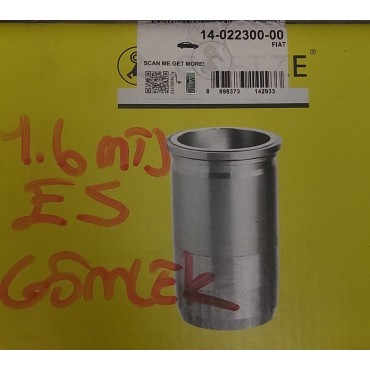 14-022300-00
FIAT
SCAN ME GET MORE!
8 698373 142933
®
1.6 mTJ
ES
GÖMLEK